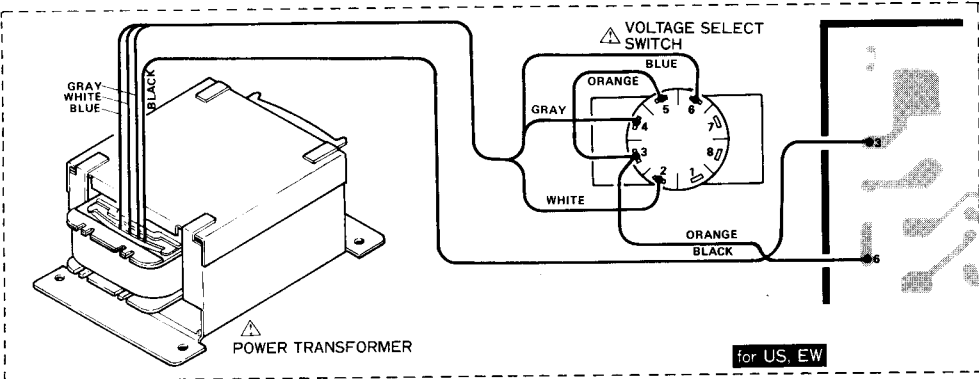 VOLTAGE SELECT
SWITCH
BLUE
ORANGE
GRAY
WHITE
BLUE
BLACK
GRAY
5
6
4
7
3
8
2
1
3
WHITE
ORANGE
BLACK
6
POWER TRANSFORMER
for US, EW